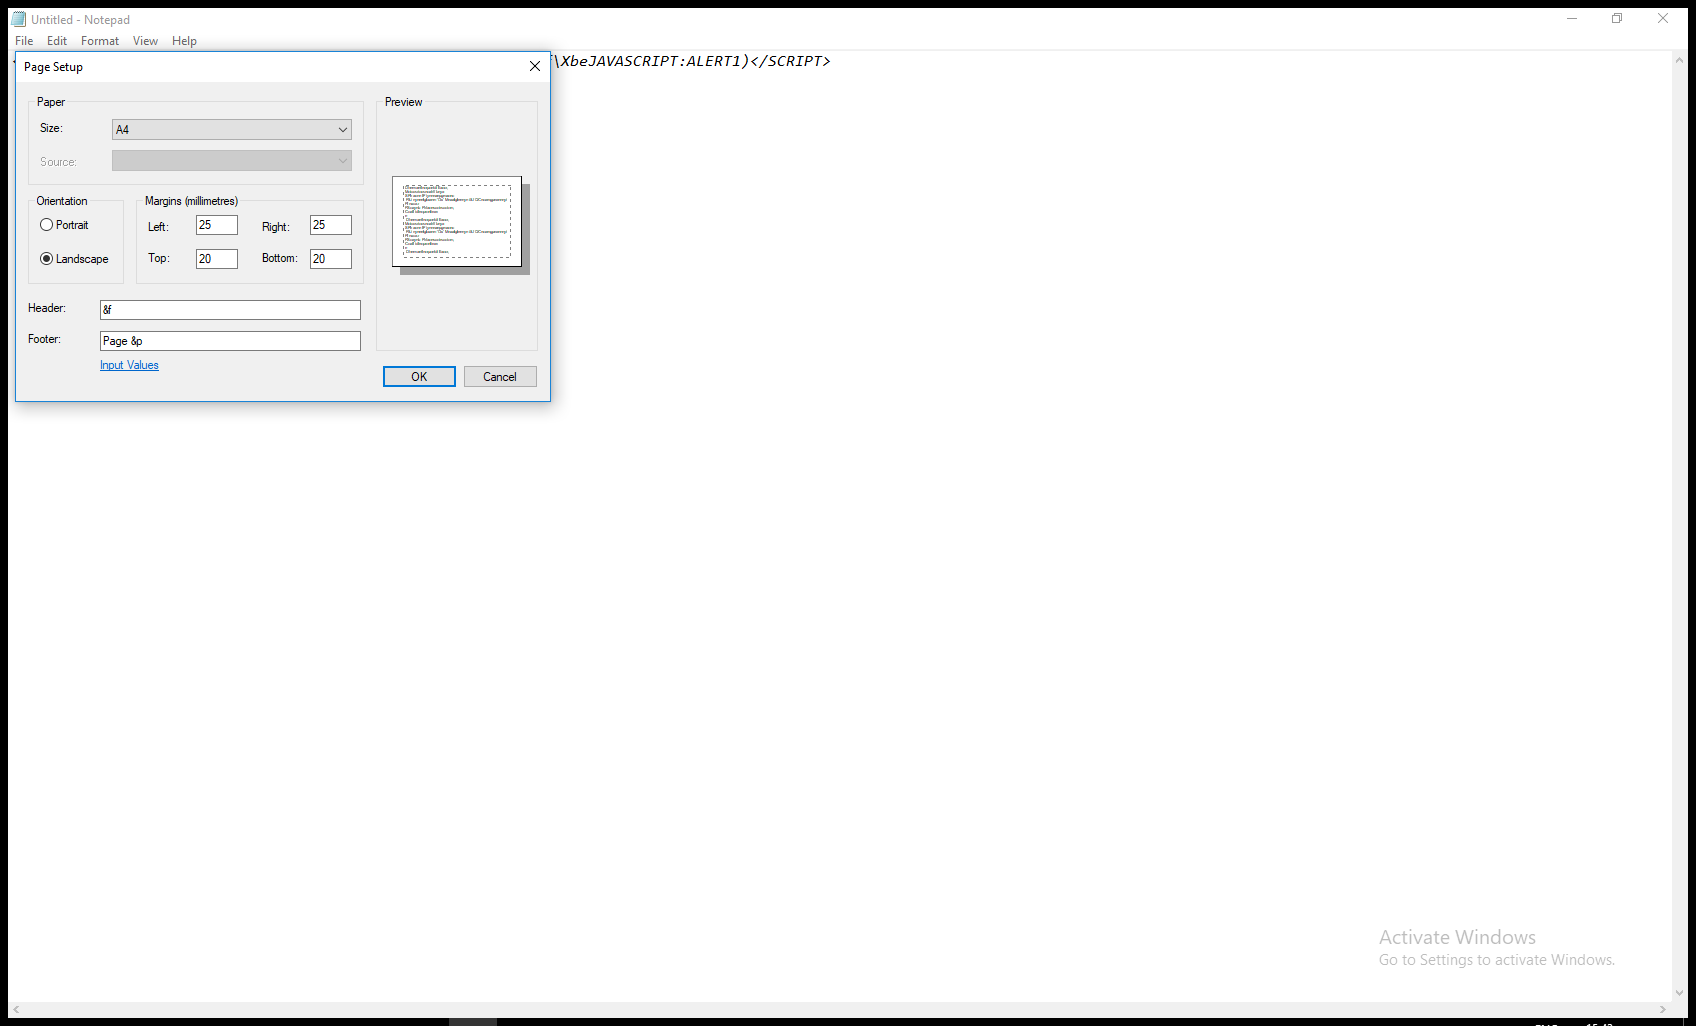 Untitled - Notepad
File Edit Format View Help
\XbeJAVASCRIPT:ALERT1)</SCRIPT>
Page Setup
Paper
Size: A4
Source:
Orientation
Portrait
Landscape
Margins (millimetres)
Left: 25 Right: 25
Top: 20 Bottom: 20
Header: &f
Footer: Page &p
Input Values
Preview
OK Cancel
Activate Windows
Go to Settings to activate Windows.